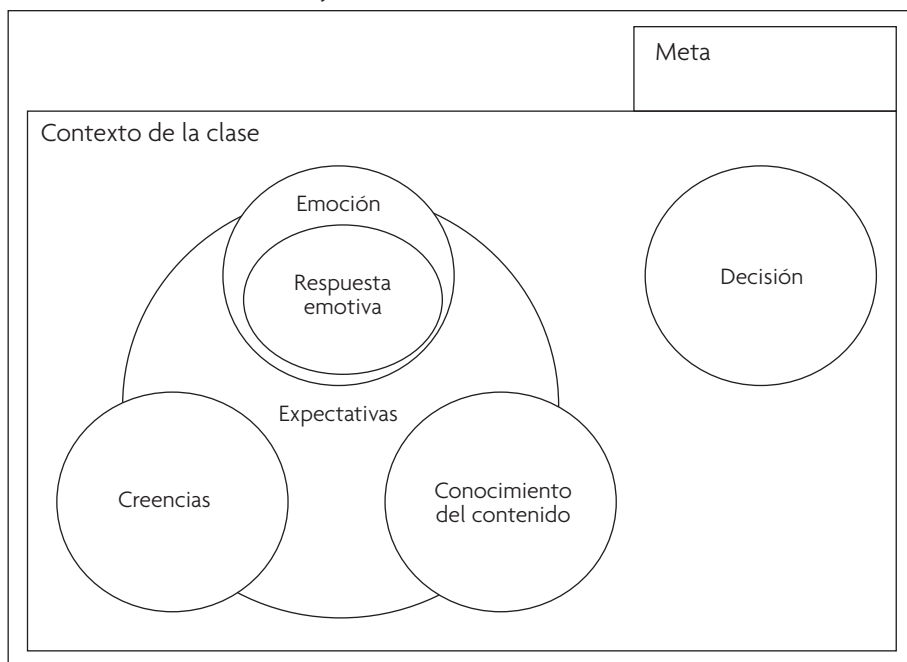 Meta
Contexto de la clase
Emoción
Respuesta
emotiva
Decisión
Expectativas
Creencias
Conocimiento
del contenido